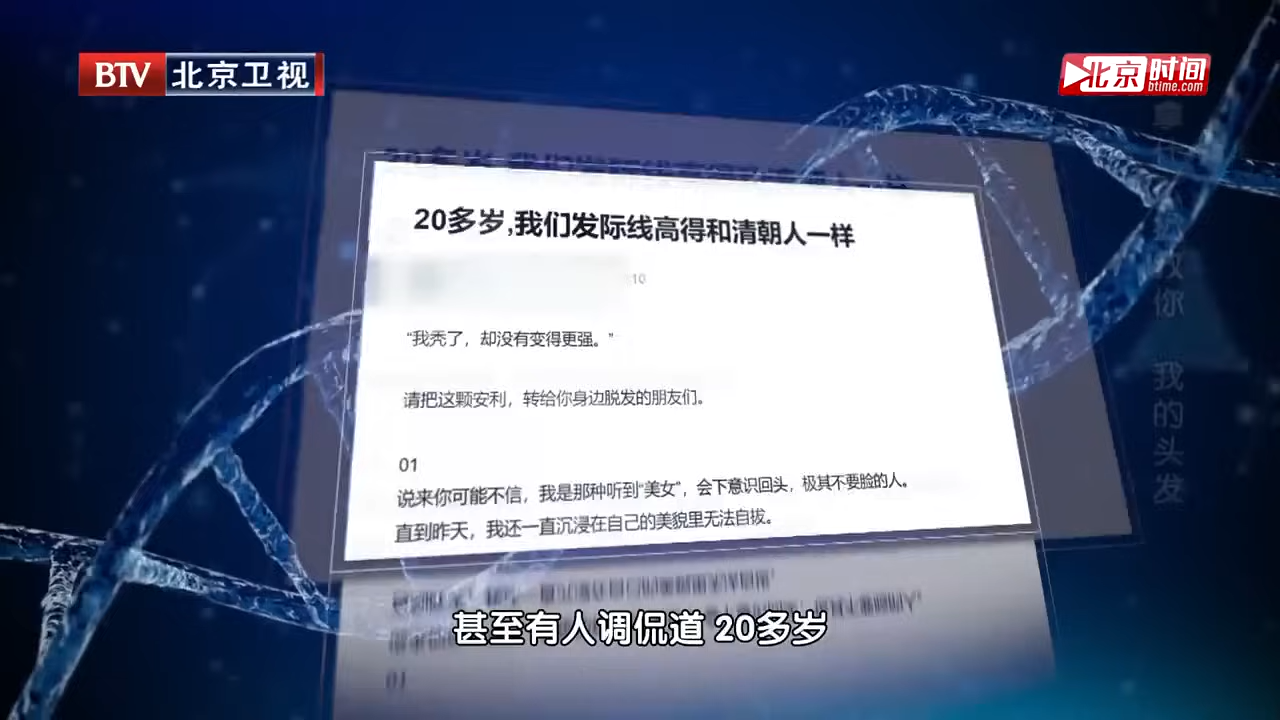 BTV 北京卫视
北京时间
btime.com
20多岁,我们发际线高得和清朝人一样
10
“我秃了，却没有变得更强。”
请把这颗安利，转给你身边脱发的朋友们。
01
说来你可能不信，我是那种听到“美女”，会下意识回头，极其不要脸的人。
直到昨天，我还一直沉浸在自己的美貌里无法自拔。
我的头发
甚至有人调侃道 20多岁
01